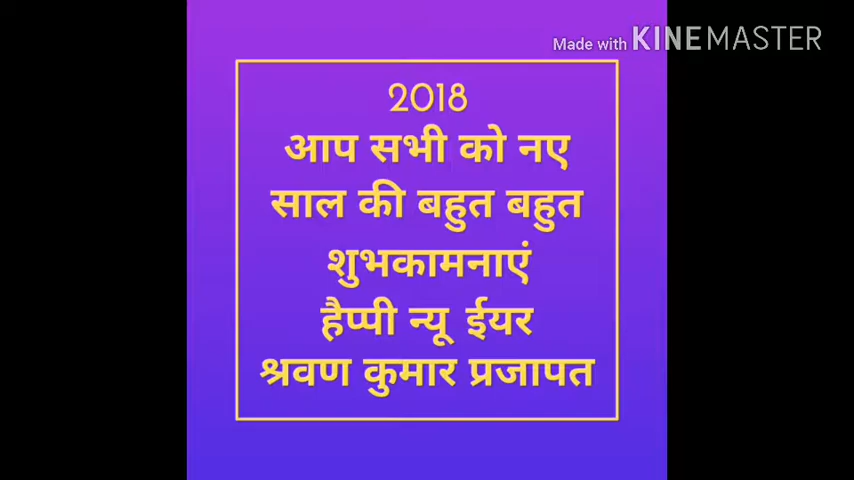 Made with KINEMASTER
2018
आप सभी को नए
साल की बहुत बहुत
शुभकामनाएं
हैप्पी न्यू ईयर
श्रवण कुमार प्रजापत